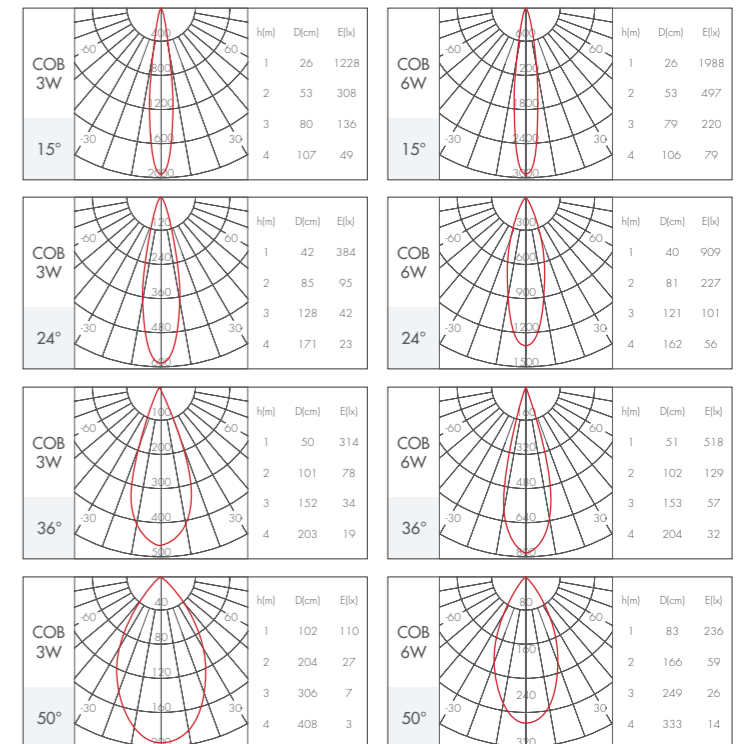 COB
3W
15°
400
-60 60
800
1200
-30 600 30
2000
h(m) D(cm) E(lx)
1 26 1228
2 53 308
3 80 136
4 107 49
COB
6W
15°
600
-60 60
200
1800
-30 2400 30
3000
h(m) D(cm) E(lx)
1 26 1988
2 53 497
3 79 220
4 106 79
COB
3W
24°
120
-60 60
240
360
-30 480 30
600
h(m) D(cm) E(lx)
42 384
2 85 95
3 128 42
4 171 23
COB
6W
24°
300
-60 60
600
900
-30 1200 30
1500
h(m) D(cm) E(lx)
1 40 909
2 81 227
3 121 101
4 162 56
COB
3W
36°
100
-60 60
200
300
-30 400 30
500
h(m) D(cm) E(lx)
1 50 314
2 101 78
3 152 34
4 203 19
COB
6W
36°
160
-60 60
320
480
-30 640 30
800
h(m) D(cm) E(lx)
1 51 518
2 102 129
3 153 57
4 204 32
COB
3W
50°
40
-60 60
80
120
-30 160 30
200
h(m) D(cm) E(lx)
1 102 110
2 204 27
3 306 7
4 408 3
COB
6W
50°
80
-60 60
160
240
-30 30
320
h(m) D(cm) E(lx)
1 83 236
2 166 59
3 249 26
4 333 14